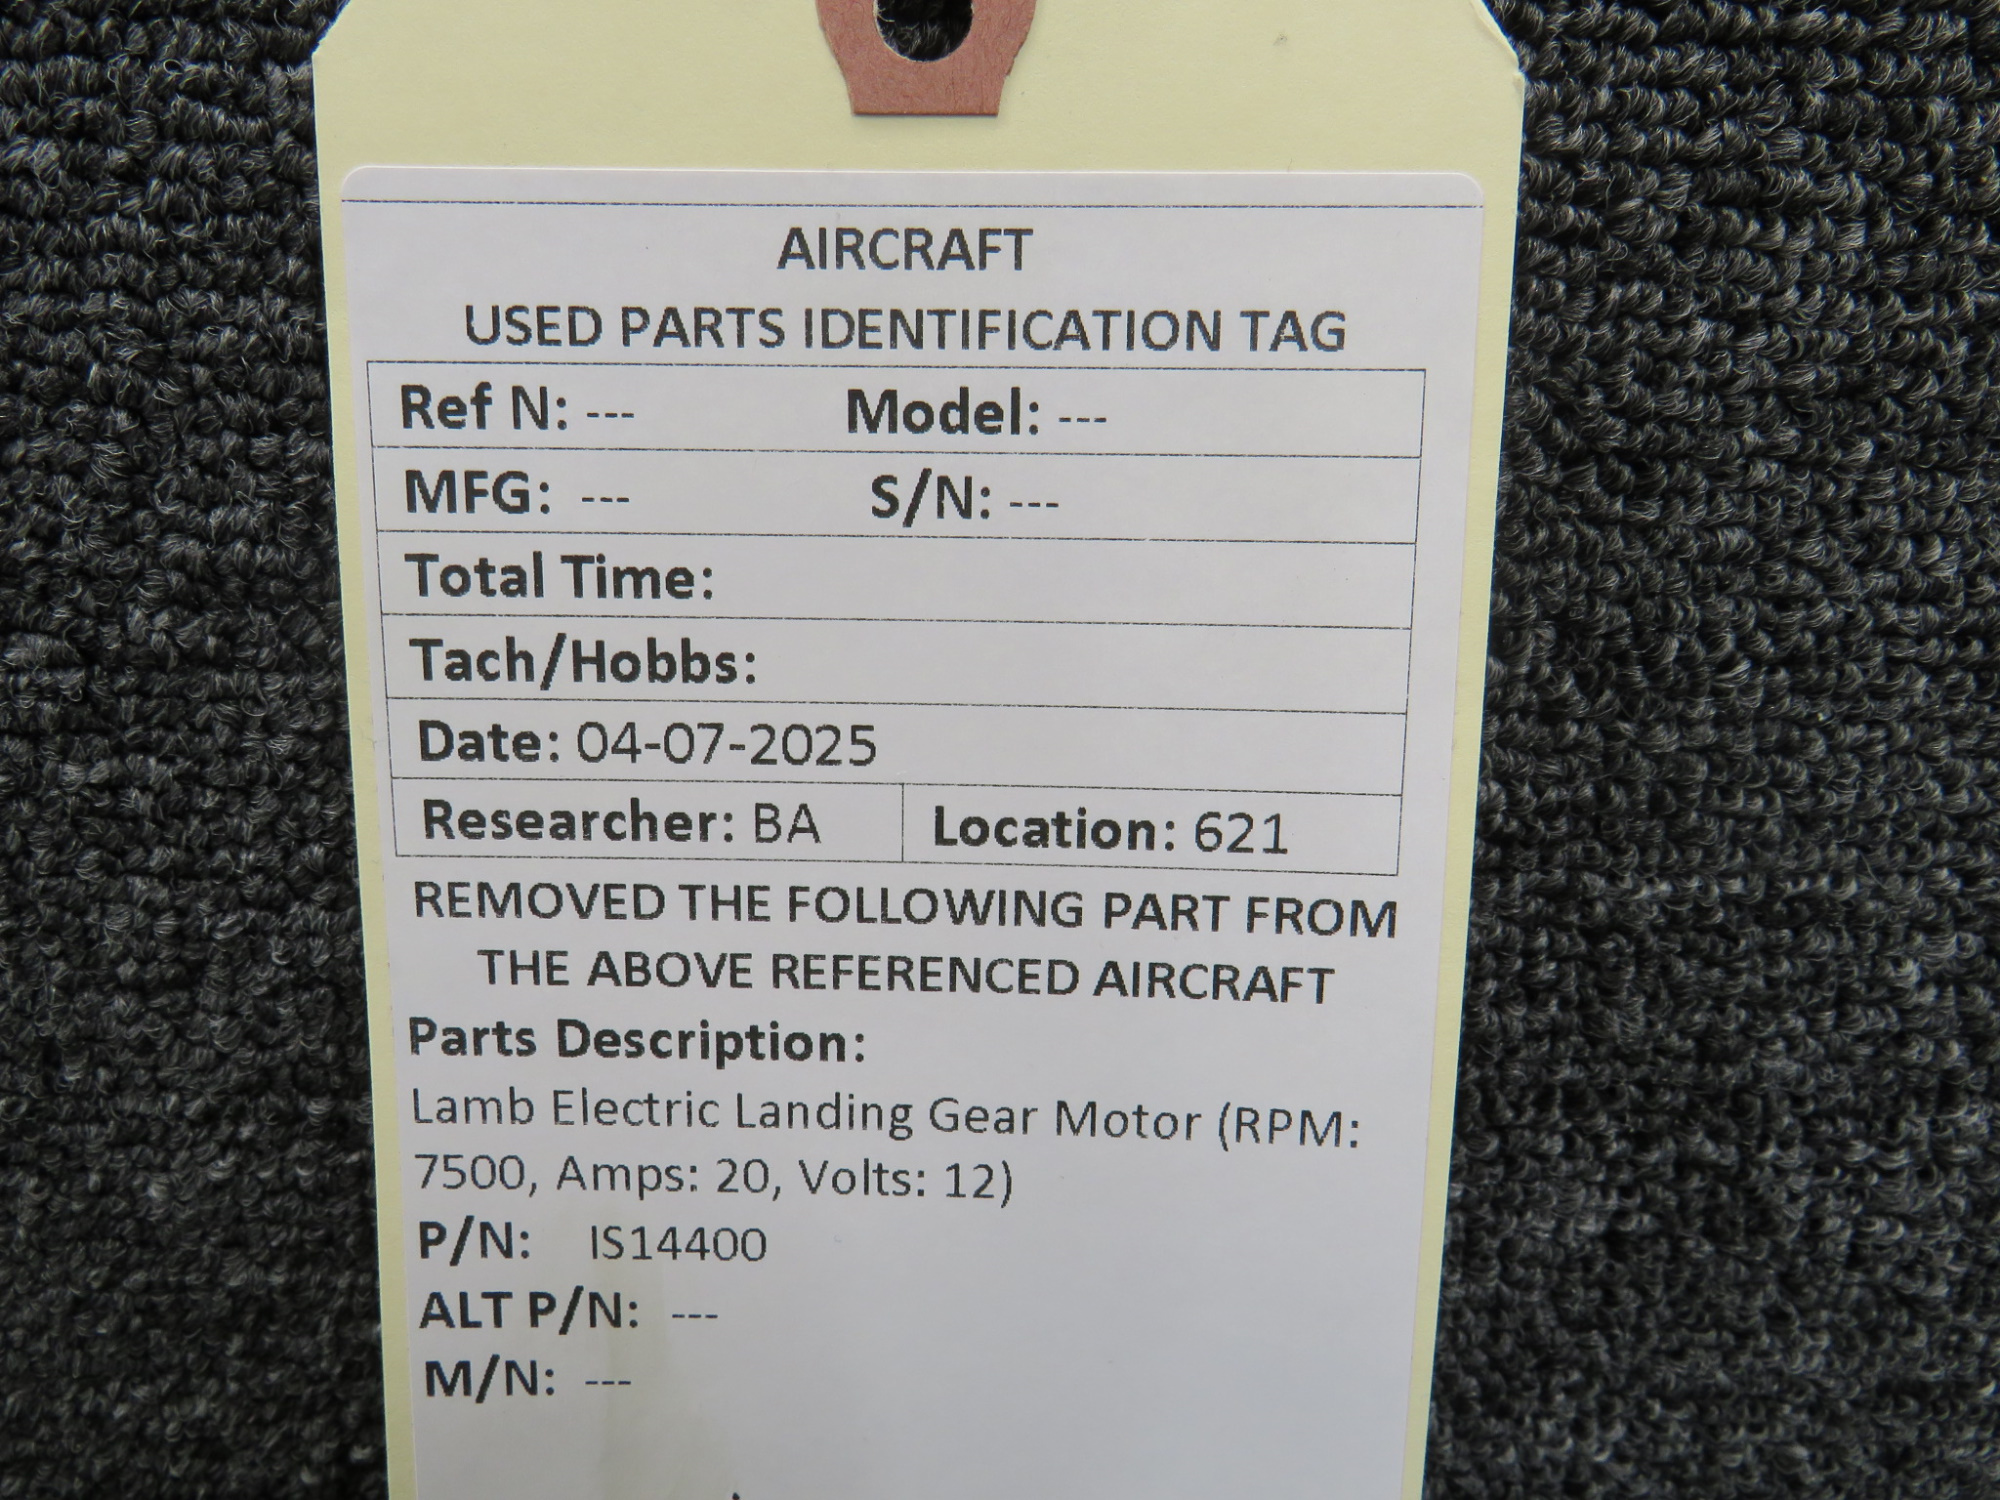 AIRCRAFT
USED PARTS IDENTIFICATION TAG
Ref N: --- Model: ---
MFG: --- S/N: ---
Total Time:
Tach/Hobbs:
Date: 04-07-2025
Researcher: BA Location: 621
REMOVED THE FOLLOWING PART FROM
THE ABOVE REFERENCED AIRCRAFT
Parts Description:
Lamb Electric Landing Gear Motor (RPM:
7500, Amps: 20, Volts: 12)
P/N: IS14400
ALT P/N: ---
M/N: ---